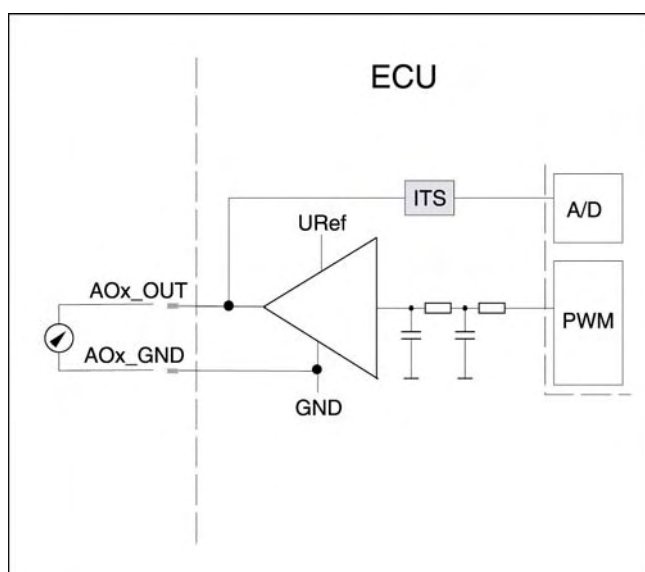 ECU
ITS
A/D
URef
AOx_OUT
PWM
AOx_GND
GND